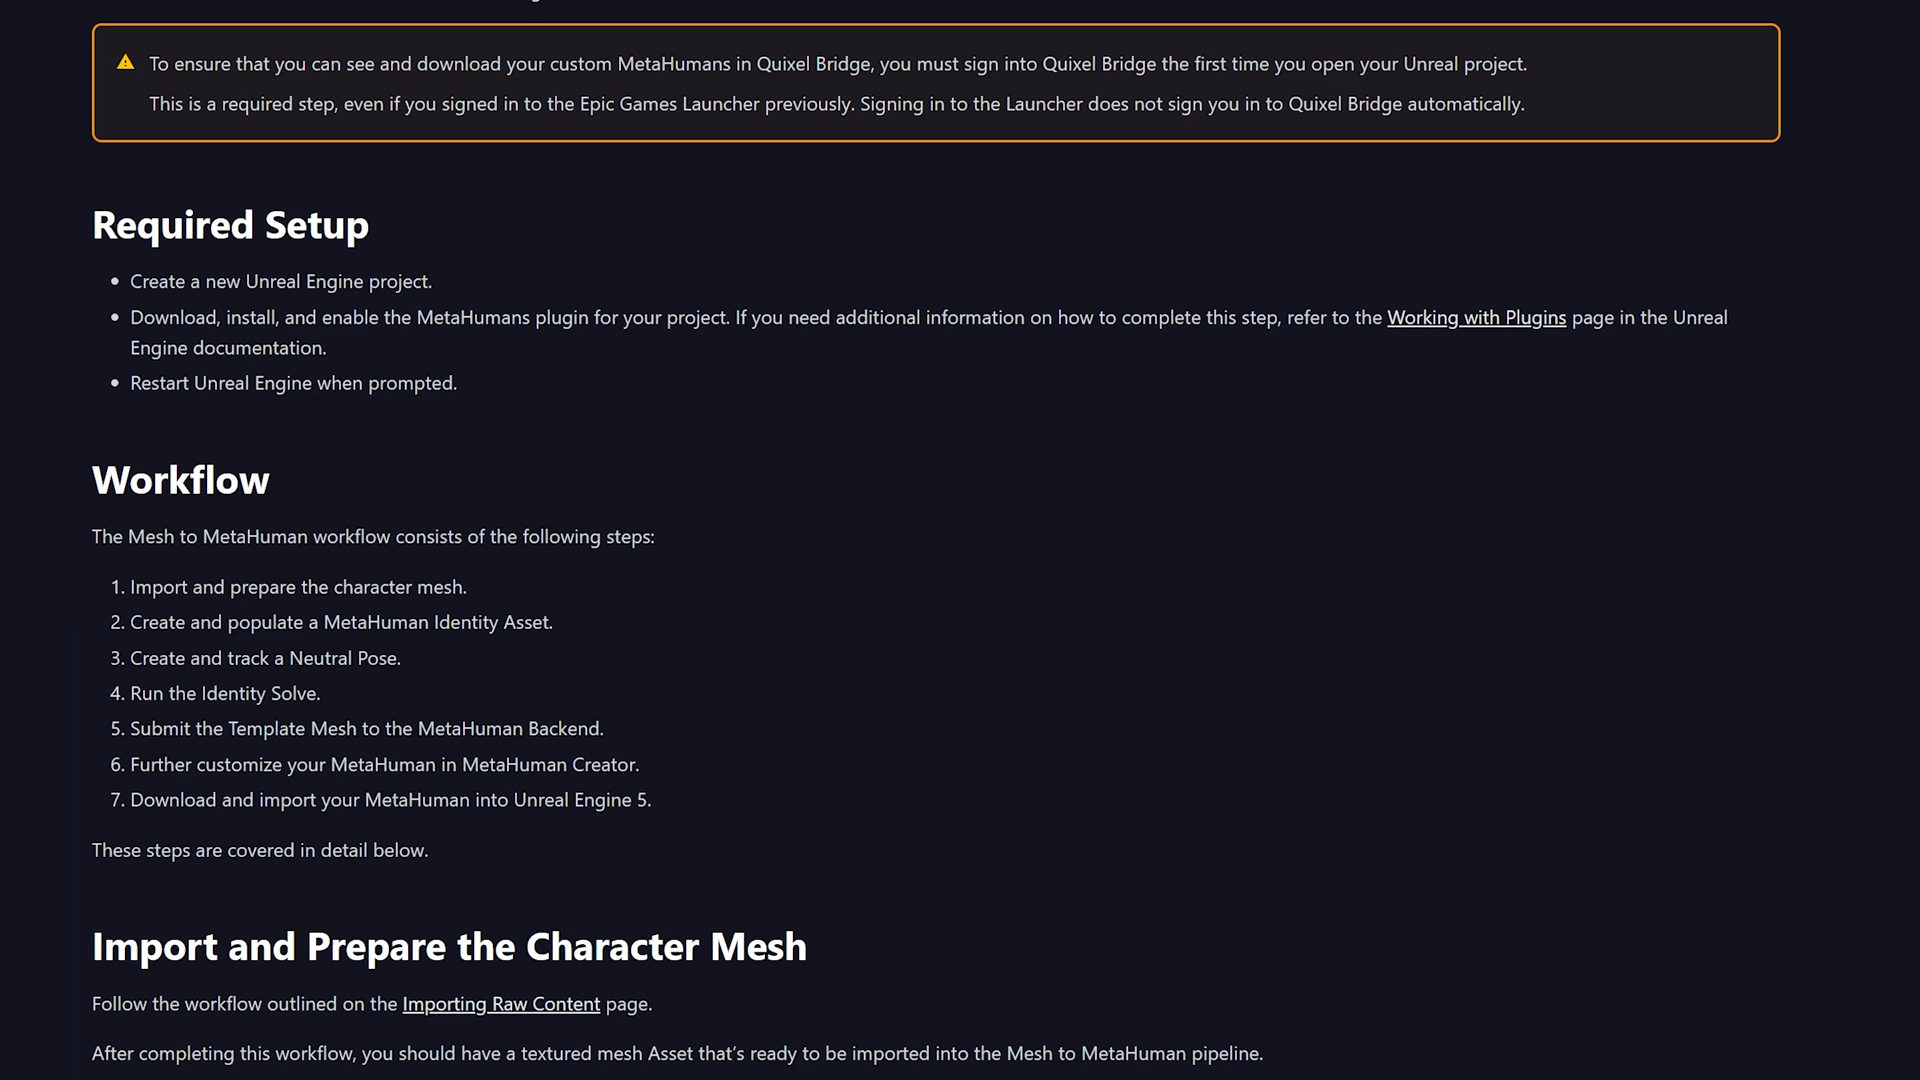 To ensure that you can see and download your custom MetaHumans in Quixel Bridge, you must sign into Quixel Bridge the first time you open your Unreal project.
This is a required step, even if you signed in to the Epic Games Launcher previously. Signing in to the Launcher does not sign you in to Quixel Bridge automatically.
Required Setup
• Create a new Unreal Engine project.
• Download, install, and enable the MetaHumans plugin for your project. If you need additional information on how to complete this step, refer to the Working with Plugins page in the Unreal
Engine documentation.
• Restart Unreal Engine when prompted.
Workflow
The Mesh to MetaHuman workflow consists of the following steps:
1. Import and prepare the character mesh.
2. Create and populate a MetaHuman Identity Asset.
3. Create and track a Neutral Pose.
4. Run the Identity Solve.
5. Submit the Template Mesh to the MetaHuman Backend.
6. Further customize your MetaHuman in MetaHuman Creator.
7. Download and import your MetaHuman into Unreal Engine 5.
These steps are covered in detail below.
Import and Prepare the Character Mesh
Follow the workflow outlined on the Importing Raw Content page.
After completing this workflow, you should have a textured mesh Asset that's ready to be imported into the Mesh to MetaHuman pipeline.